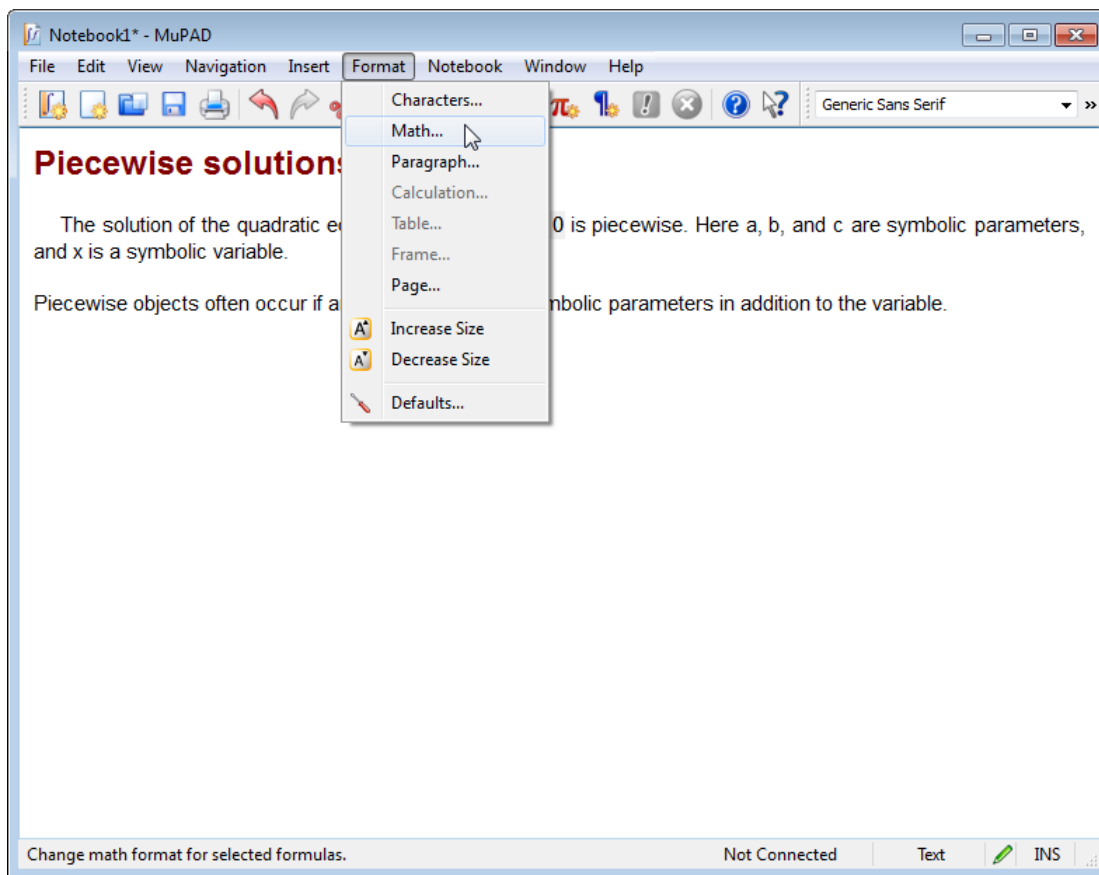 Notebook1* - MuPAD
File Edit View Navigation Insert Format Notebook Window Help
Generic Sans Serif
»
Characters...
Math...
Paragraph...
Calculation...
Table...
Frame...
Page...
Increase Size
Decrease Size
Defaults...
Piecewise solutions
The solution of the quadratic 0 is piecewise. Here a, b, and c are symbolic parameters,
and x is a symbolic variable.
Piecewise objects often occur if parameters in addition to the variable.
Change math format for selected formulas. Not Connected Text INS